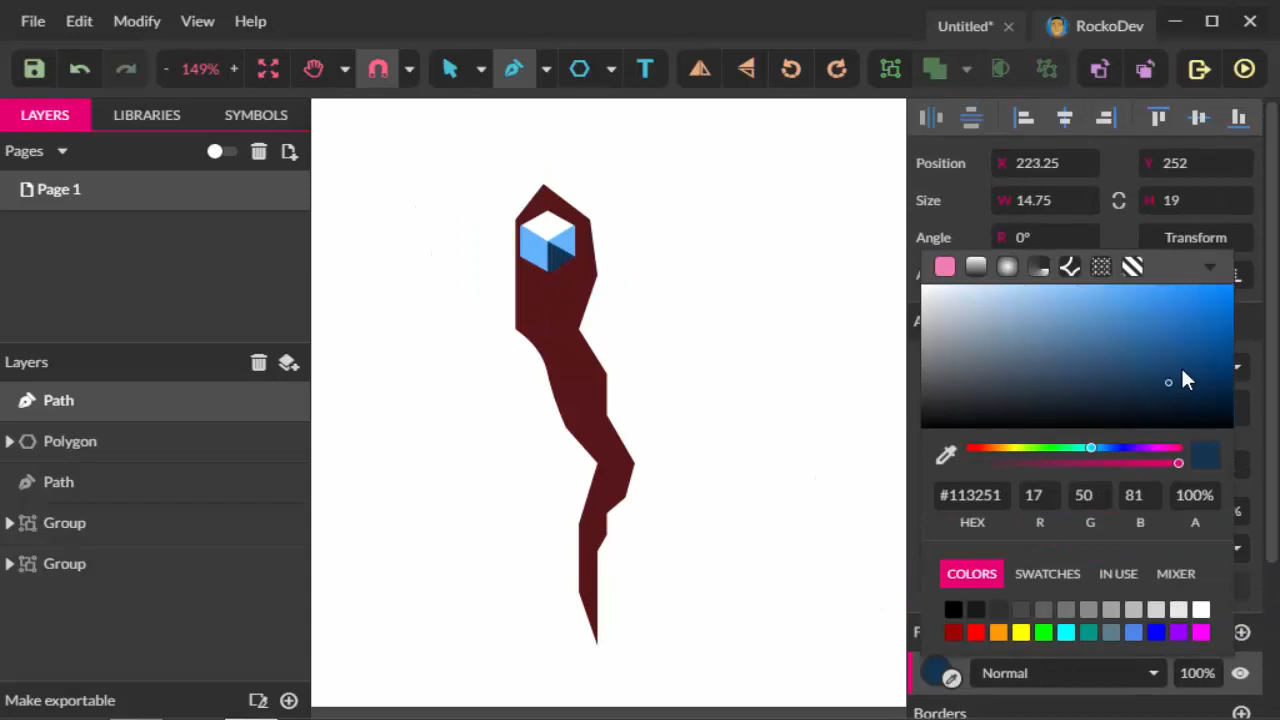 File Edit Modify View Help
Untitled*
RockoDev
- 149% +
T
LAYERS LIBRARIES SYMBOLS
Pages
Page 1
Layers
Path
Polygon
Path
Group
Group
Make exportable
Position X 223.25 Y 252
Size W 14.75 H 19
Angle R 0° Transform
#113251 17 50 81 100%
HEX R G B A
COLORS SWATCHES IN USE MIXER
Normal 100%
Borders